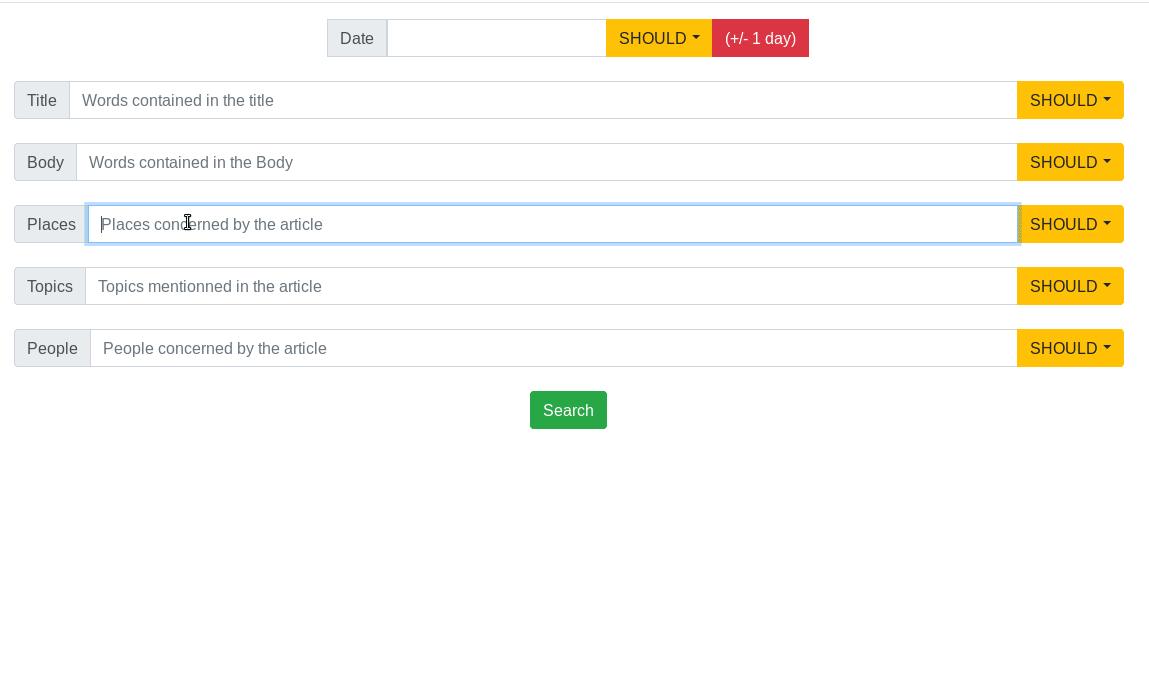 Date SHOULD (+/- 1 day)
Title Words contained in the title SHOULD
Body Words contained in the Body SHOULD
Places Places concerned by the article SHOULD
Topics Topics mentionned in the article SHOULD
People People concerned by the article SHOULD
Search